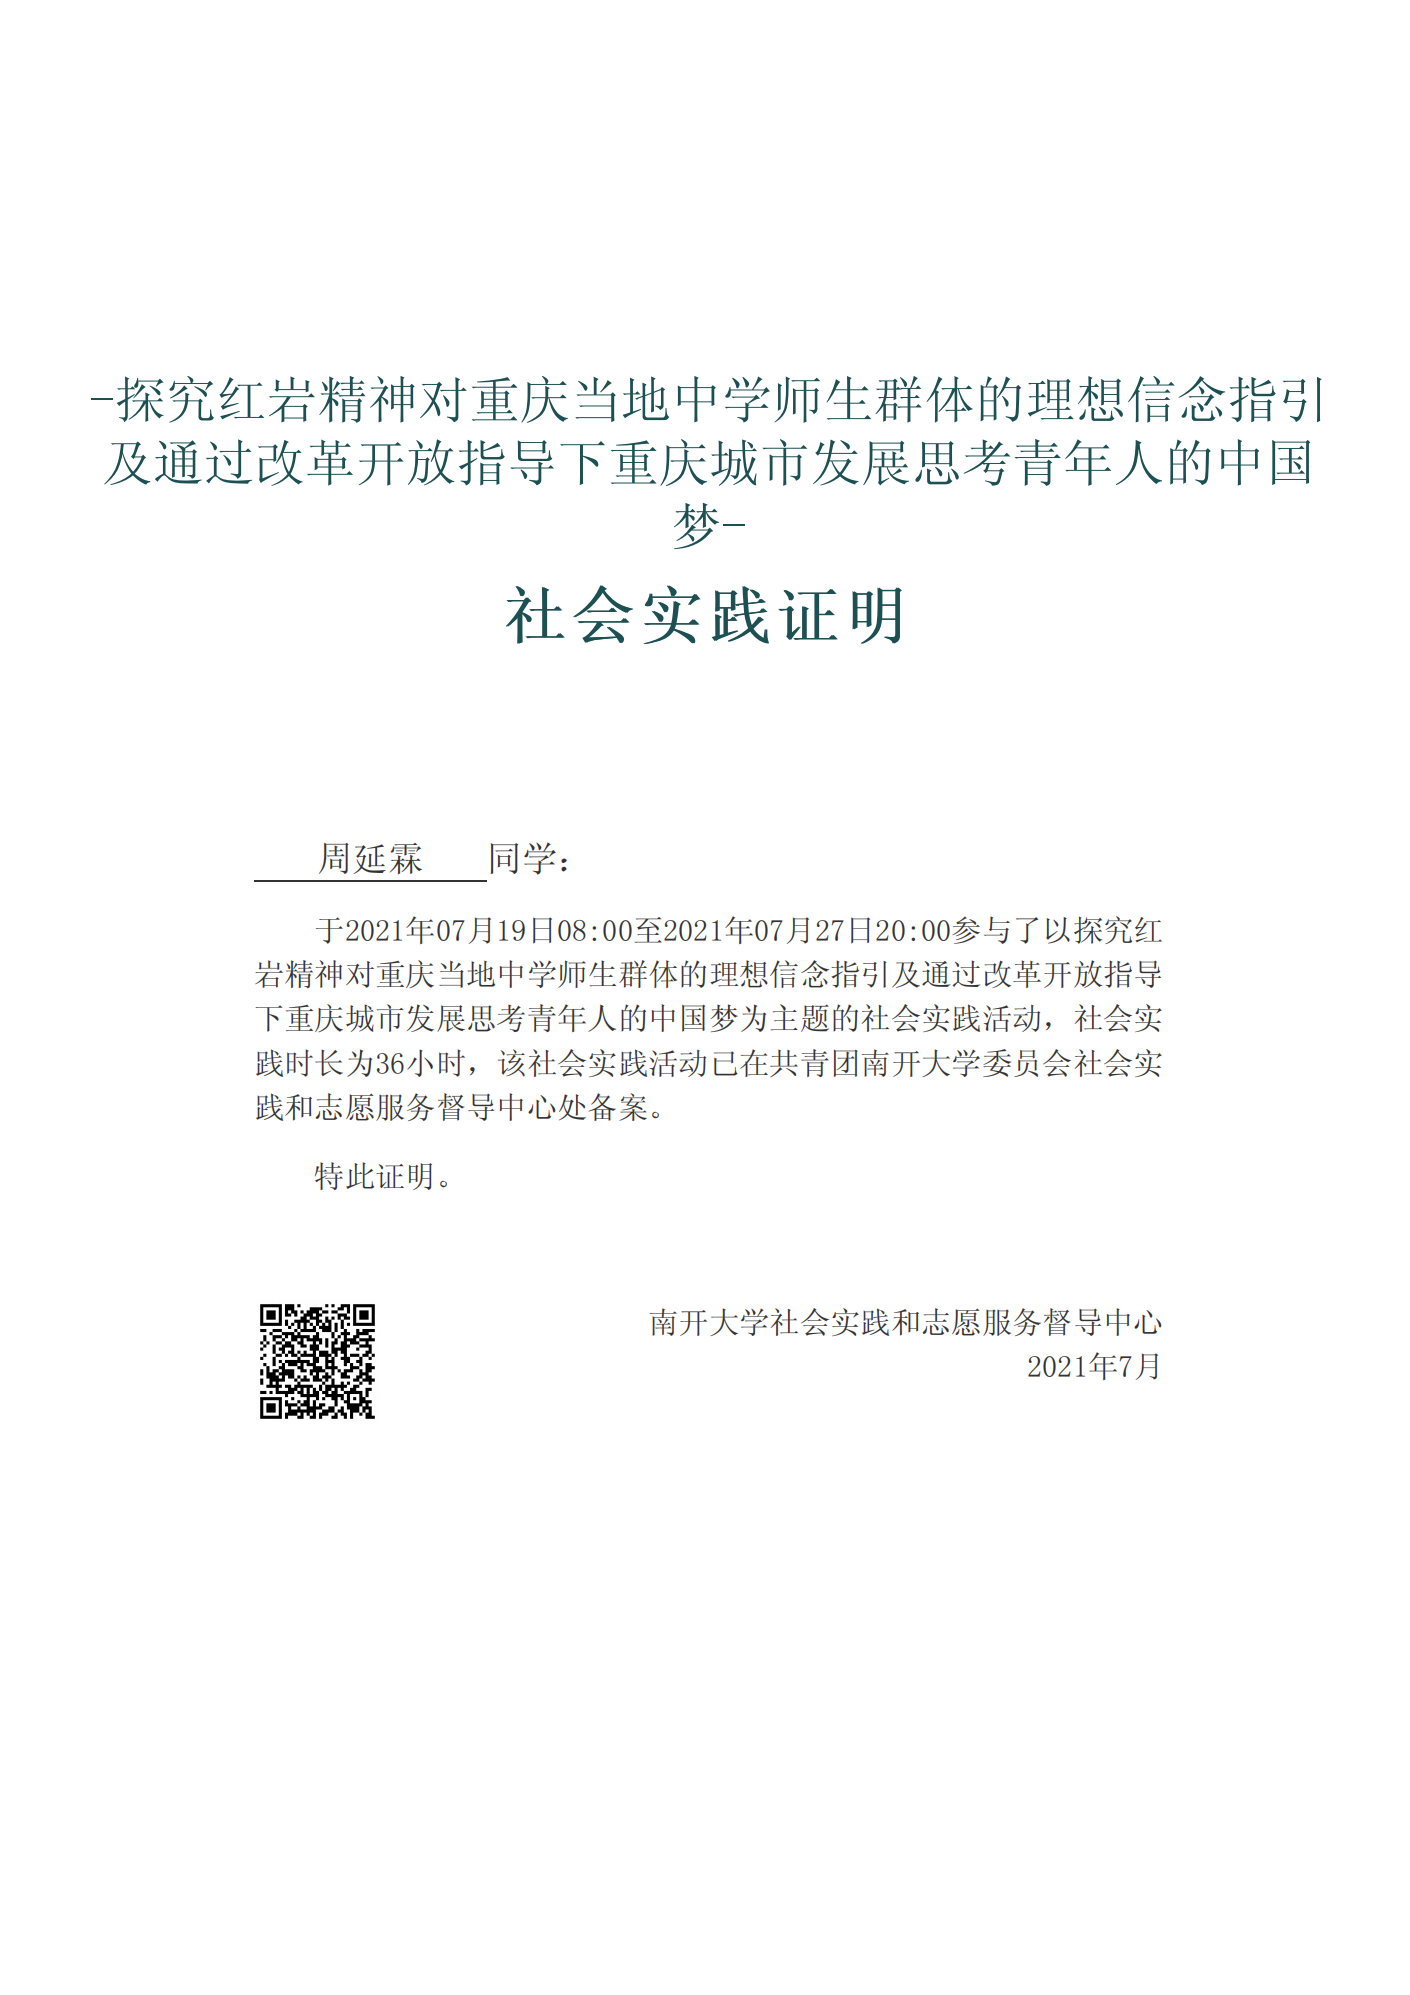 -探究红岩精神对重庆当地中学师生群体的理想信念指引
及通过改革开放指导下重庆城市发展思考青年人的中国
梦-
社会实践证明
周延霖 同学：
于2021年07月19日08:00至2021年07月27日20:00参与了以探究红
岩精神对重庆当地中学师生群体的理想信念指引及通过改革开放指导
下重庆城市发展思考青年人的中国梦为主题的社会实践活动，社会实
践时长为36小时，该社会实践活动已在共青团南开大学委员会社会实
践和志愿服务督导中心处备案。
特此证明。
南开大学社会实践和志愿服务督导中心
2021年7月